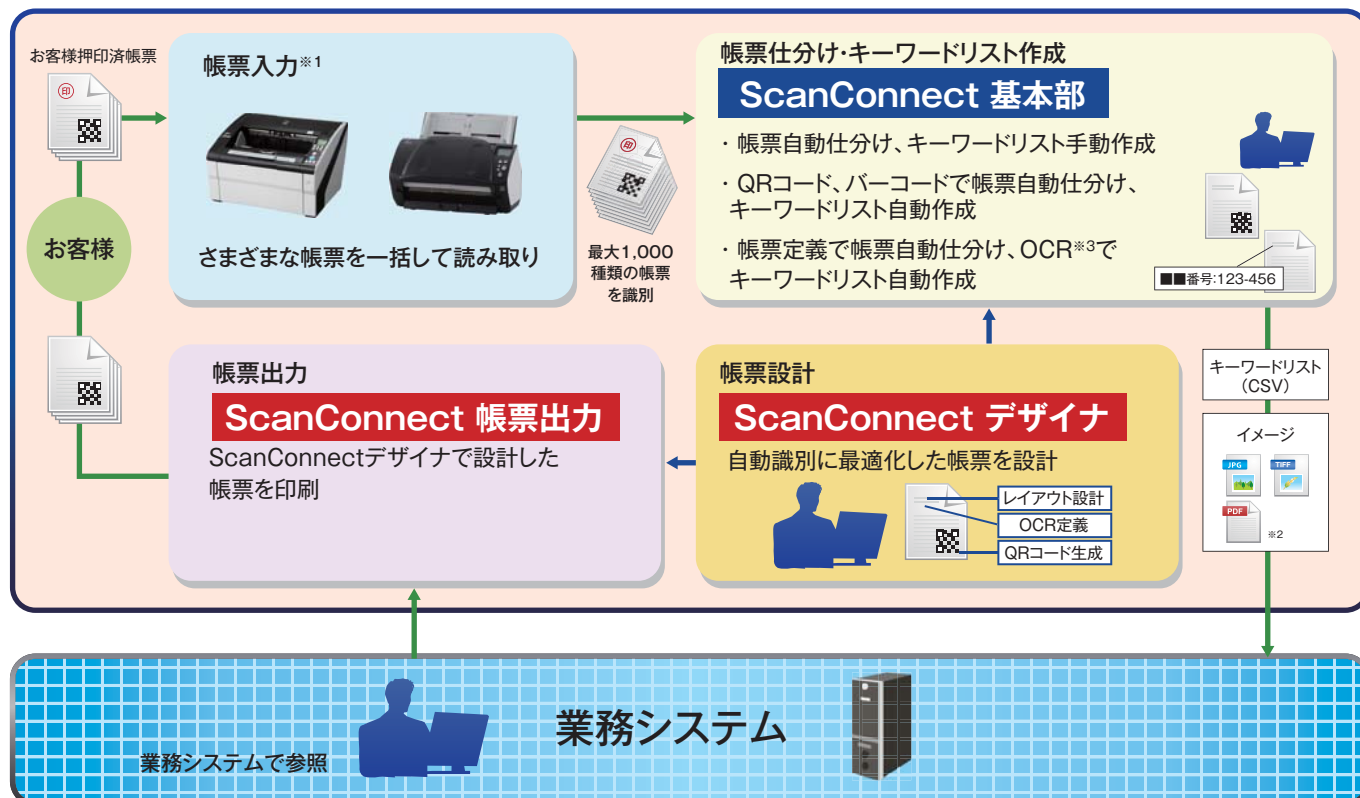 お客様押印済帳票
印
お客様
帳票入力※1
さまざまな帳票を一括して読み取り
印
最大1,000
種類の帳票
を識別
帳票仕分け・キーワードリスト作成
ScanConnect 基本部
・帳票自動仕分け、キーワードリスト手動作成
・QRコード、バーコードで帳票自動仕分け、
キーワードリスト自動作成
・帳票定義で帳票自動仕分け、OCR※3で
キーワードリスト自動作成
■■番号:123-456
キーワードリスト
(CSV)
イメージ
JPG
TIFF
PDF
※2
帳票出力
ScanConnect 帳票出力
ScanConnectデザイナで設計した
帳票を印刷
帳票設計
ScanConnect デザイナ
自動識別に最適化した帳票を設計
レイアウト設計
OCR定義
QRコード生成
業務システム
業務システムで参照